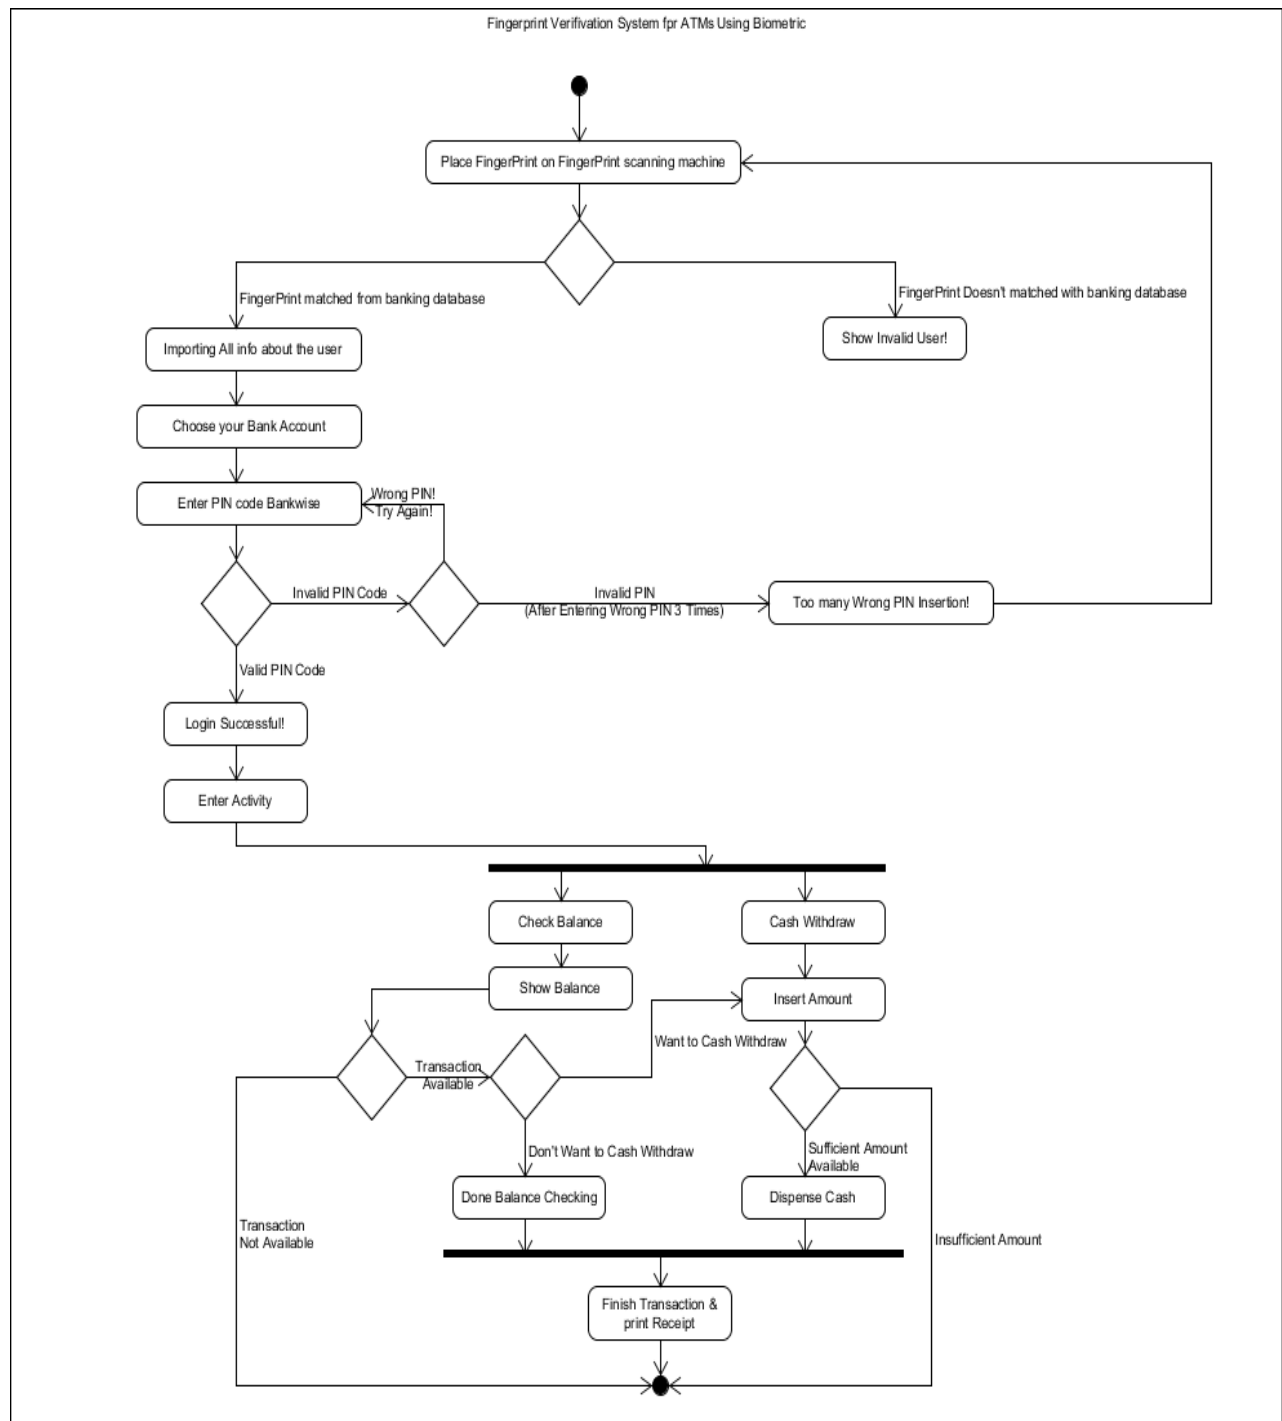 Fingerprint Verifivation System fpr ATMs Using Biometric
Place FingerPrint on FingerPrint scanning machine
FingerPrint matched from banking database
FingerPrint Doesn't matched with banking database
Importing All info about the user
Show Invalid User!
Choose your Bank Account
Enter PIN code Bankwise
Wrong PIN!
Try Again!
Invalid PIN Code
Invalid PIN
(After Entering Wrong PIN 3 Times)
Too many Wrong PIN Insertion!
Valid PIN Code
Login Successful!
Enter Activity
Check Balance
Cash Withdraw
Show Balance
Insert Amount
Want to Cash Withdraw
Transaction
Available
Don't Want to Cash Withdraw
Sufficient Amount
Available
Done Balance Checking
Dispense Cash
Transaction
Not Available
Insufficient Amount
Finish Transaction &
print Receipt